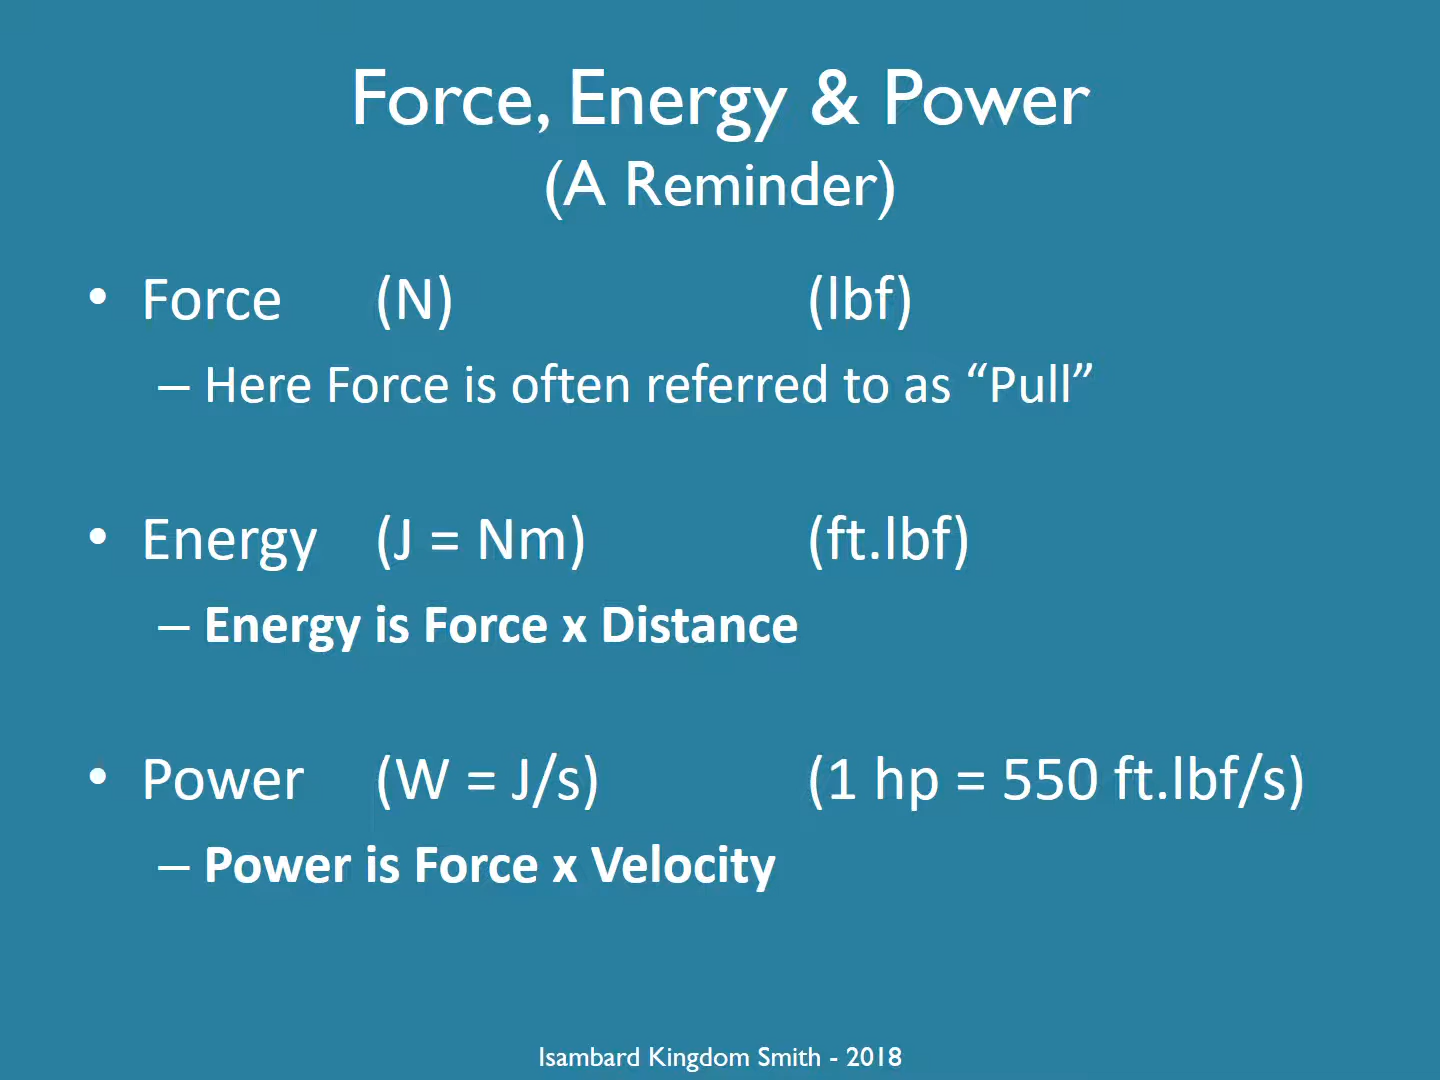 Force, Energy & Power
(A Reminder)
• Force (N) (lbf)
– Here Force is often referred to as “Pull”
• Energy (J = Nm) (ft.lbf)
– Energy is Force x Distance
• Power (W = J/s) (1 hp = 550 ft.lbf/s)
– Power is Force x Velocity
Isambard Kingdom Smith - 2018